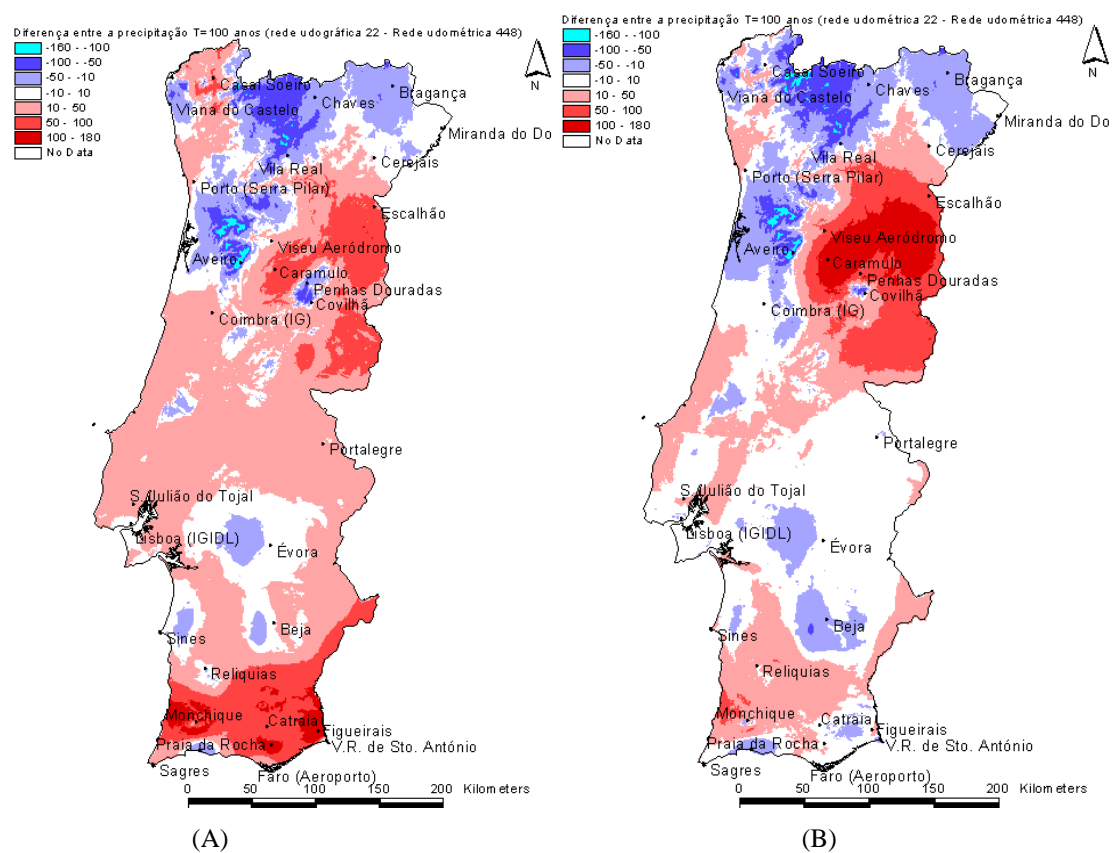 Diferença entre a precipitação T=100 anos (rede udográfica 22 - Rede udométrica 448)
-160 - -100
-100 - -50
-50 - -10
-10 - 10
10 - 50
50 - 100
100 - 180
No Data
N
Casal Soeiro
Viana do Castelo
Chaves
Bragança
Miranda do Do
Vila Real
Cerejais
Porto (Serra Pilar)
Escalhão
Viseu Aeródromo
Aveiro
Caramulo
Penhas Douradas
Covilhã
Coimbra (IG)
Portalegre
S. Julião do Tojal
Lisboa (IGIDL)
Évora
Sines
Beja
Reliquias
Monchique
Catraia
Figueirais
Praia da Rocha
V.R. de Sto. António
Sagres
Faro (Aeroporto)
0 50 100 150 200 Kilometers
(A)
Diferença entre a precipitação T=100 anos (rede udométrica 22 - Rede udométrica 448)
-160 - -100
-100 - -50
-50 - -10
-10 - 10
10 - 50
50 - 100
100 - 180
No Data
N
Casal Soeiro
Viana do Castelo
Chaves
Bragança
Miranda do Do
Vila Real
Cerejais
Porto (Serra Pilar)
Escalhão
Viseu Aeródromo
Aveiro
Caramulo
Penhas Douradas
Covilhã
Coimbra (IG)
Portalegre
S. Julião do Tojal
Lisboa (IGIDL)
Évora
Sines
Beja
Reliquias
Monchique
Catraia
Figueirais
Praia da Rocha
V.R. de Sto. António
Sagres
Faro (Aeroporto)
0 50 100 150 200 Kilometers
(B)